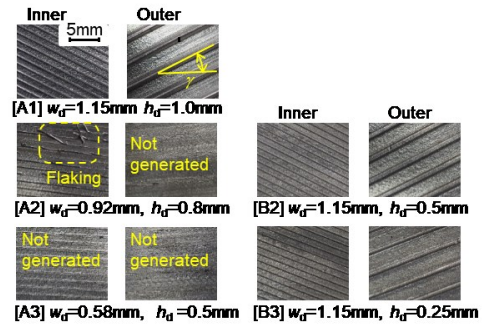 Inner Outer
5mm
γ
[A1] wd=1.15mm hd=1.0mm
Inner Outer
Flaking
Not
generated
[A2] wd=0.92mm, hd=0.8mm
[B2] wd=1.15mm, hd=0.5mm
Not
generated
Not
generated
[A3] wd=0.58mm, hd=0.5mm
[B3] wd=1.15mm, hd=0.25mm